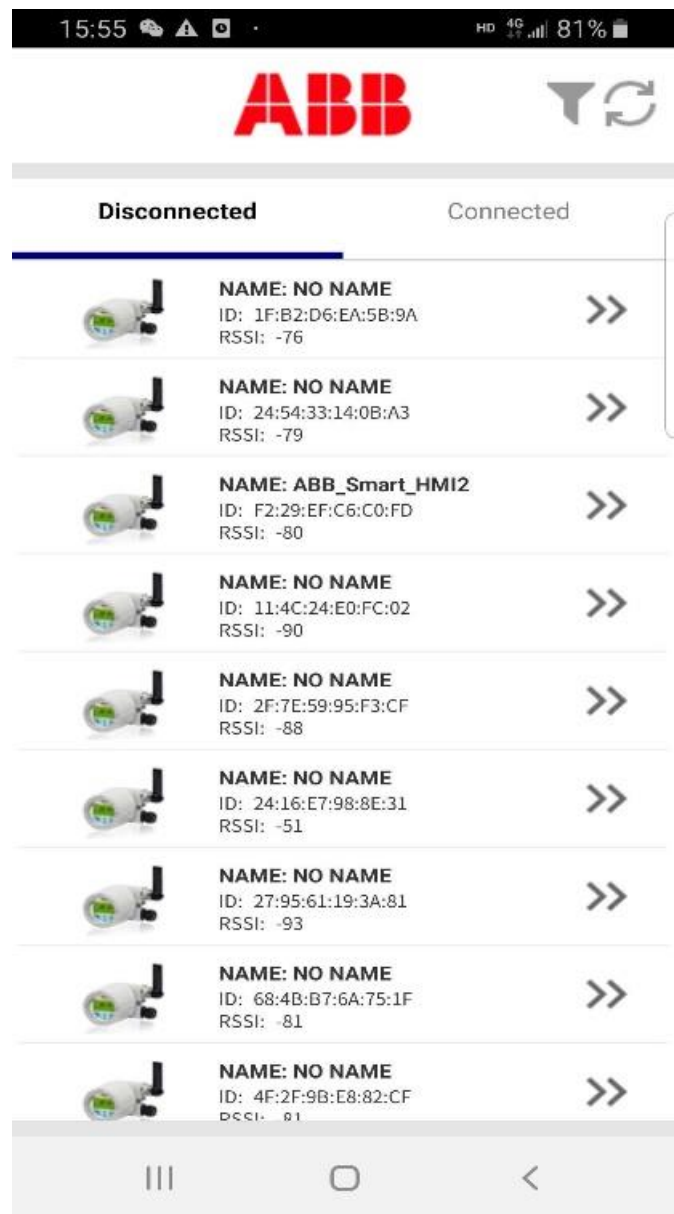 15:55
HD 4G 81%
ABB
Disconnected
Connected
NAME: NO NAME
ID: 1F:B2:D6:EA:5B:9A
RSSI: -76
NAME: NO NAME
ID: 24:54:33:14:0B:A3
RSSI: -79
NAME: ABB_Smart_HMI2
ID: F2:29:EF:C6:C0:FD
RSSI: -80
NAME: NO NAME
ID: 11:4C:24:E0:FC:02
RSSI: -90
NAME: NO NAME
ID: 2F:7E:59:95:F3:CF
RSSI: -88
NAME: NO NAME
ID: 24:16:E7:98:8E:31
RSSI: -51
NAME: NO NAME
ID: 27:95:61:19:3A:81
RSSI: -93
NAME: NO NAME
ID: 68:4B:B7:6A:75:1F
RSSI: -81
NAME: NO NAME
ID: 4F:2F:9B:E8:82:CF
RSSI: -81